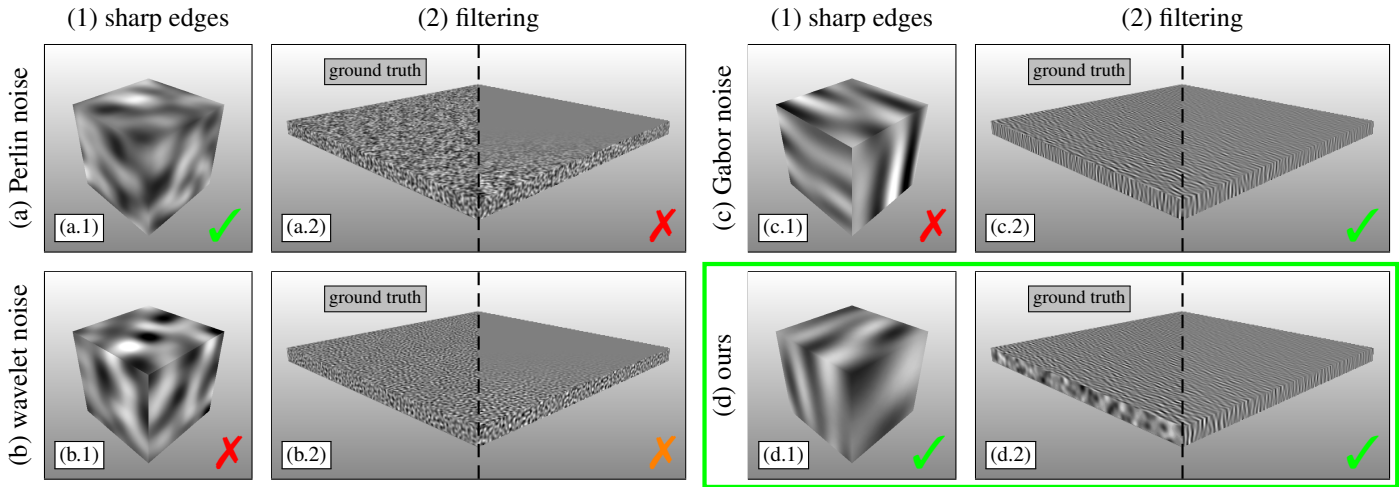 (1) sharp edges (2) filtering (1) sharp edges (2) filtering
(a) Perlin noise
ground truth
(a.1)
(a.2)
(c) Gabor noise
ground truth
(c.1)
(c.2)
(b) wavelet noise
ground truth
(b.1)
(b.2)
(d) ours
ground truth
(d.1)
(d.2)